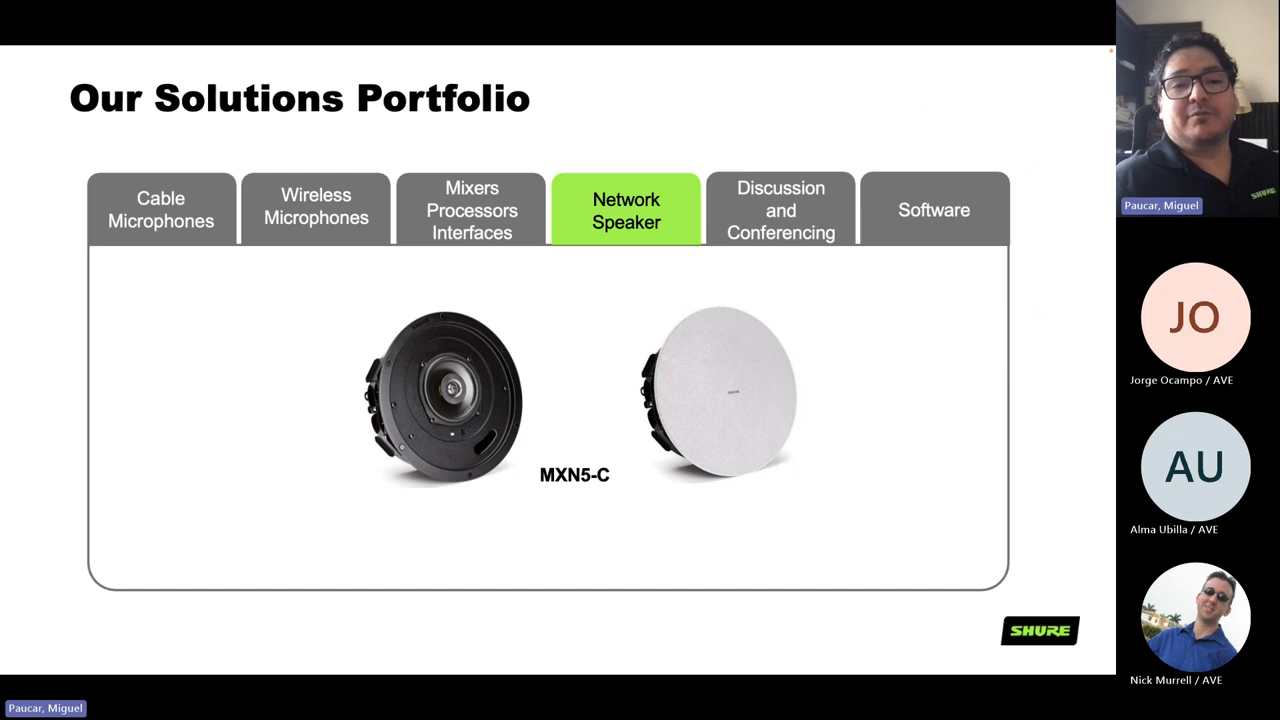 Our Solutions Portfolio
Cable
Microphones
Wireless
Microphones
Mixers
Processors
Interfaces
Network
Speaker
Discussion
and
Conferencing
Software
MXN5-C
SHURE
SHURE
Paucar, Miguel
JO
Jorge Ocampo / AVE
AU
Alma Ubilla / AVE
Nick Murrell / AVE
Paucar, Miguel